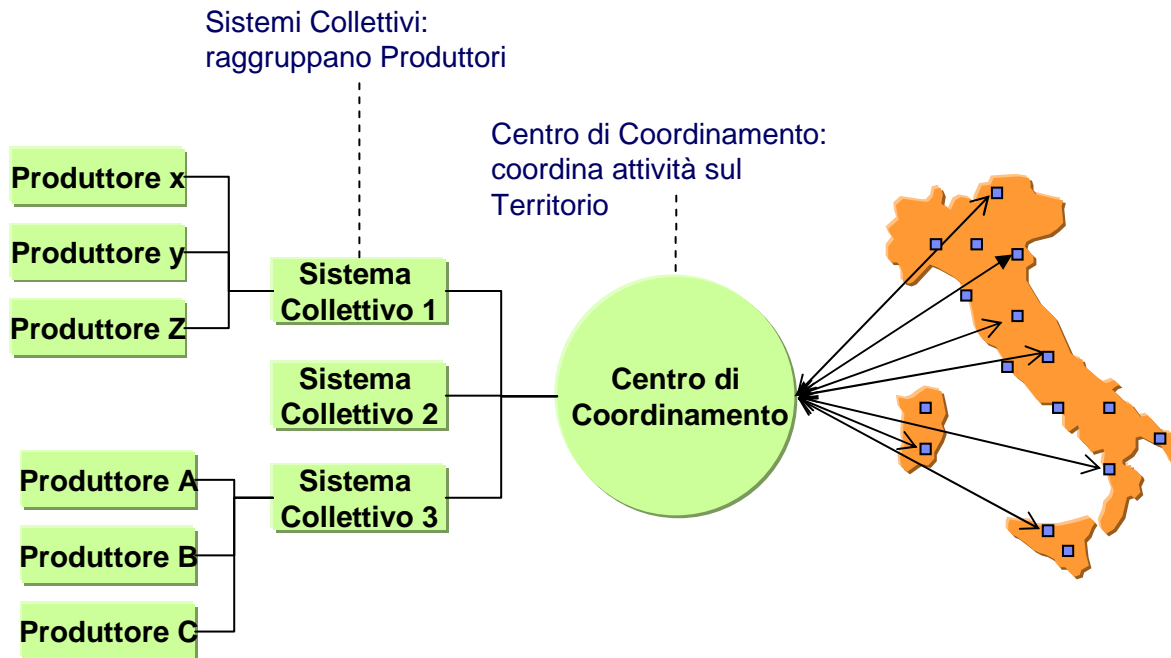 Sistemi Collettivi:
raggruppano Produttori
Centro di Coordinamento:
coordina attività sul
Territorio
Produttore x
Produttore y
Produttore Z
Sistema
Collettivo 1
Sistema
Collettivo 2
Sistema
Collettivo 3
Centro di
Coordinamento
Produttore A
Produttore B
Produttore C